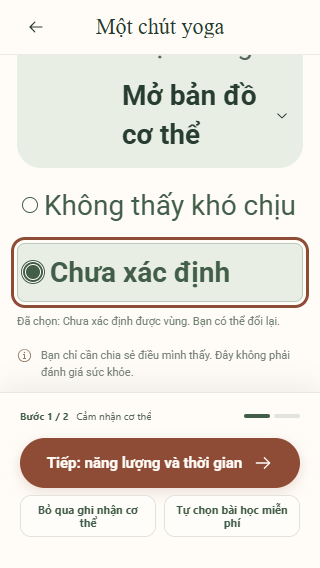 Một chút yoga
Mở bản đồ
cơ thể
Không thấy khó chịu
Chưa xác định
Đã chọn: Chưa xác định được vùng. Bạn có thể đổi lại.
Bạn chỉ cần chia sẻ điều mình thấy. Đây không phải
đánh giá sức khỏe.
Bước 1 / 2 Cảm nhận cơ thể
Tiếp: năng lượng và thời gian
Bỏ qua ghi nhận cơ
thể
Tự chọn bài học miễn
phí